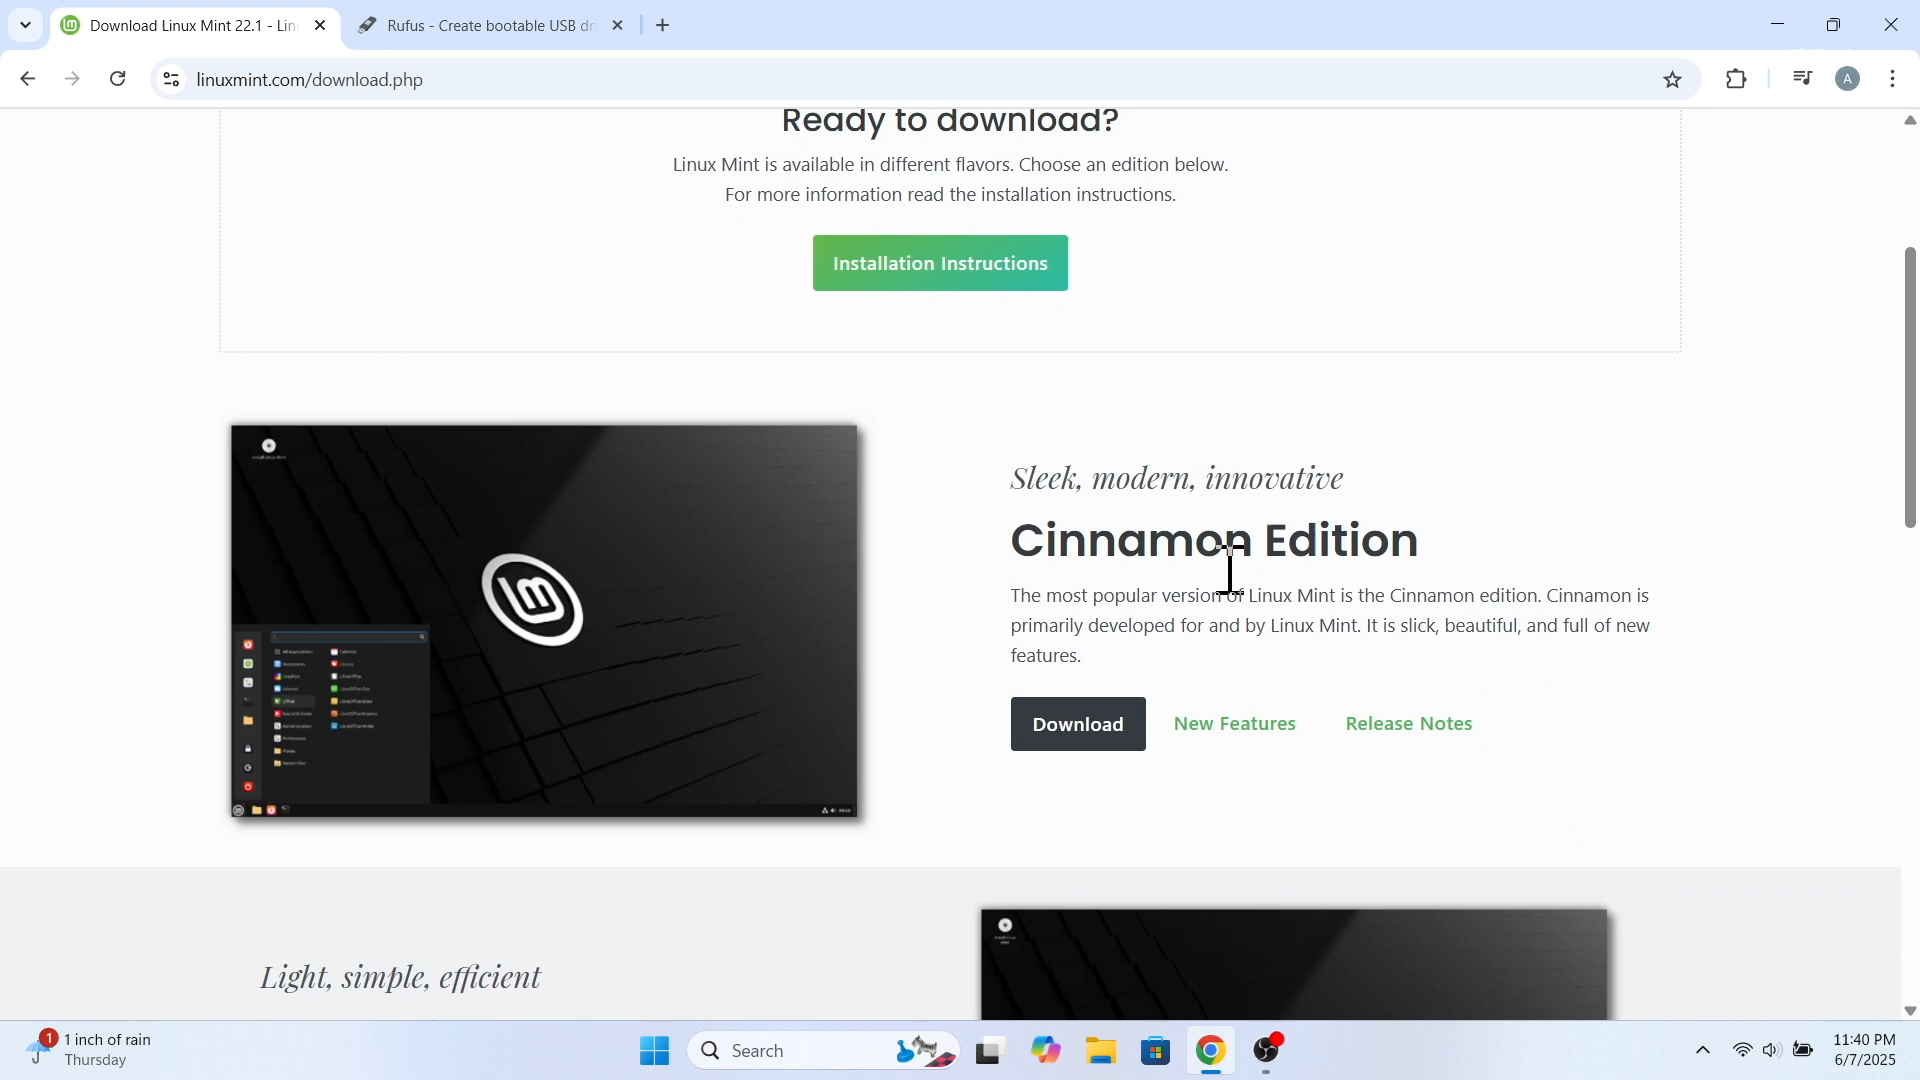 Download Linux Mint 22.1 - Lin
Rufus - Create bootable USB dr
linuxmint.com/download.php
A
Ready to download?
Linux Mint is available in different flavors. Choose an edition below.
For more information read the installation instructions.
Installation Instructions
Sleek, modern, innovative
Cinnamon Edition
The most popular version of Linux Mint is the Cinnamon edition. Cinnamon is
primarily developed for and by Linux Mint. It is slick, beautiful, and full of new
features.
Download
New Features
Release Notes
Light, simple, efficient
1
1 inch of rain
Thursday
Search
11:40 PM
6/7/2025